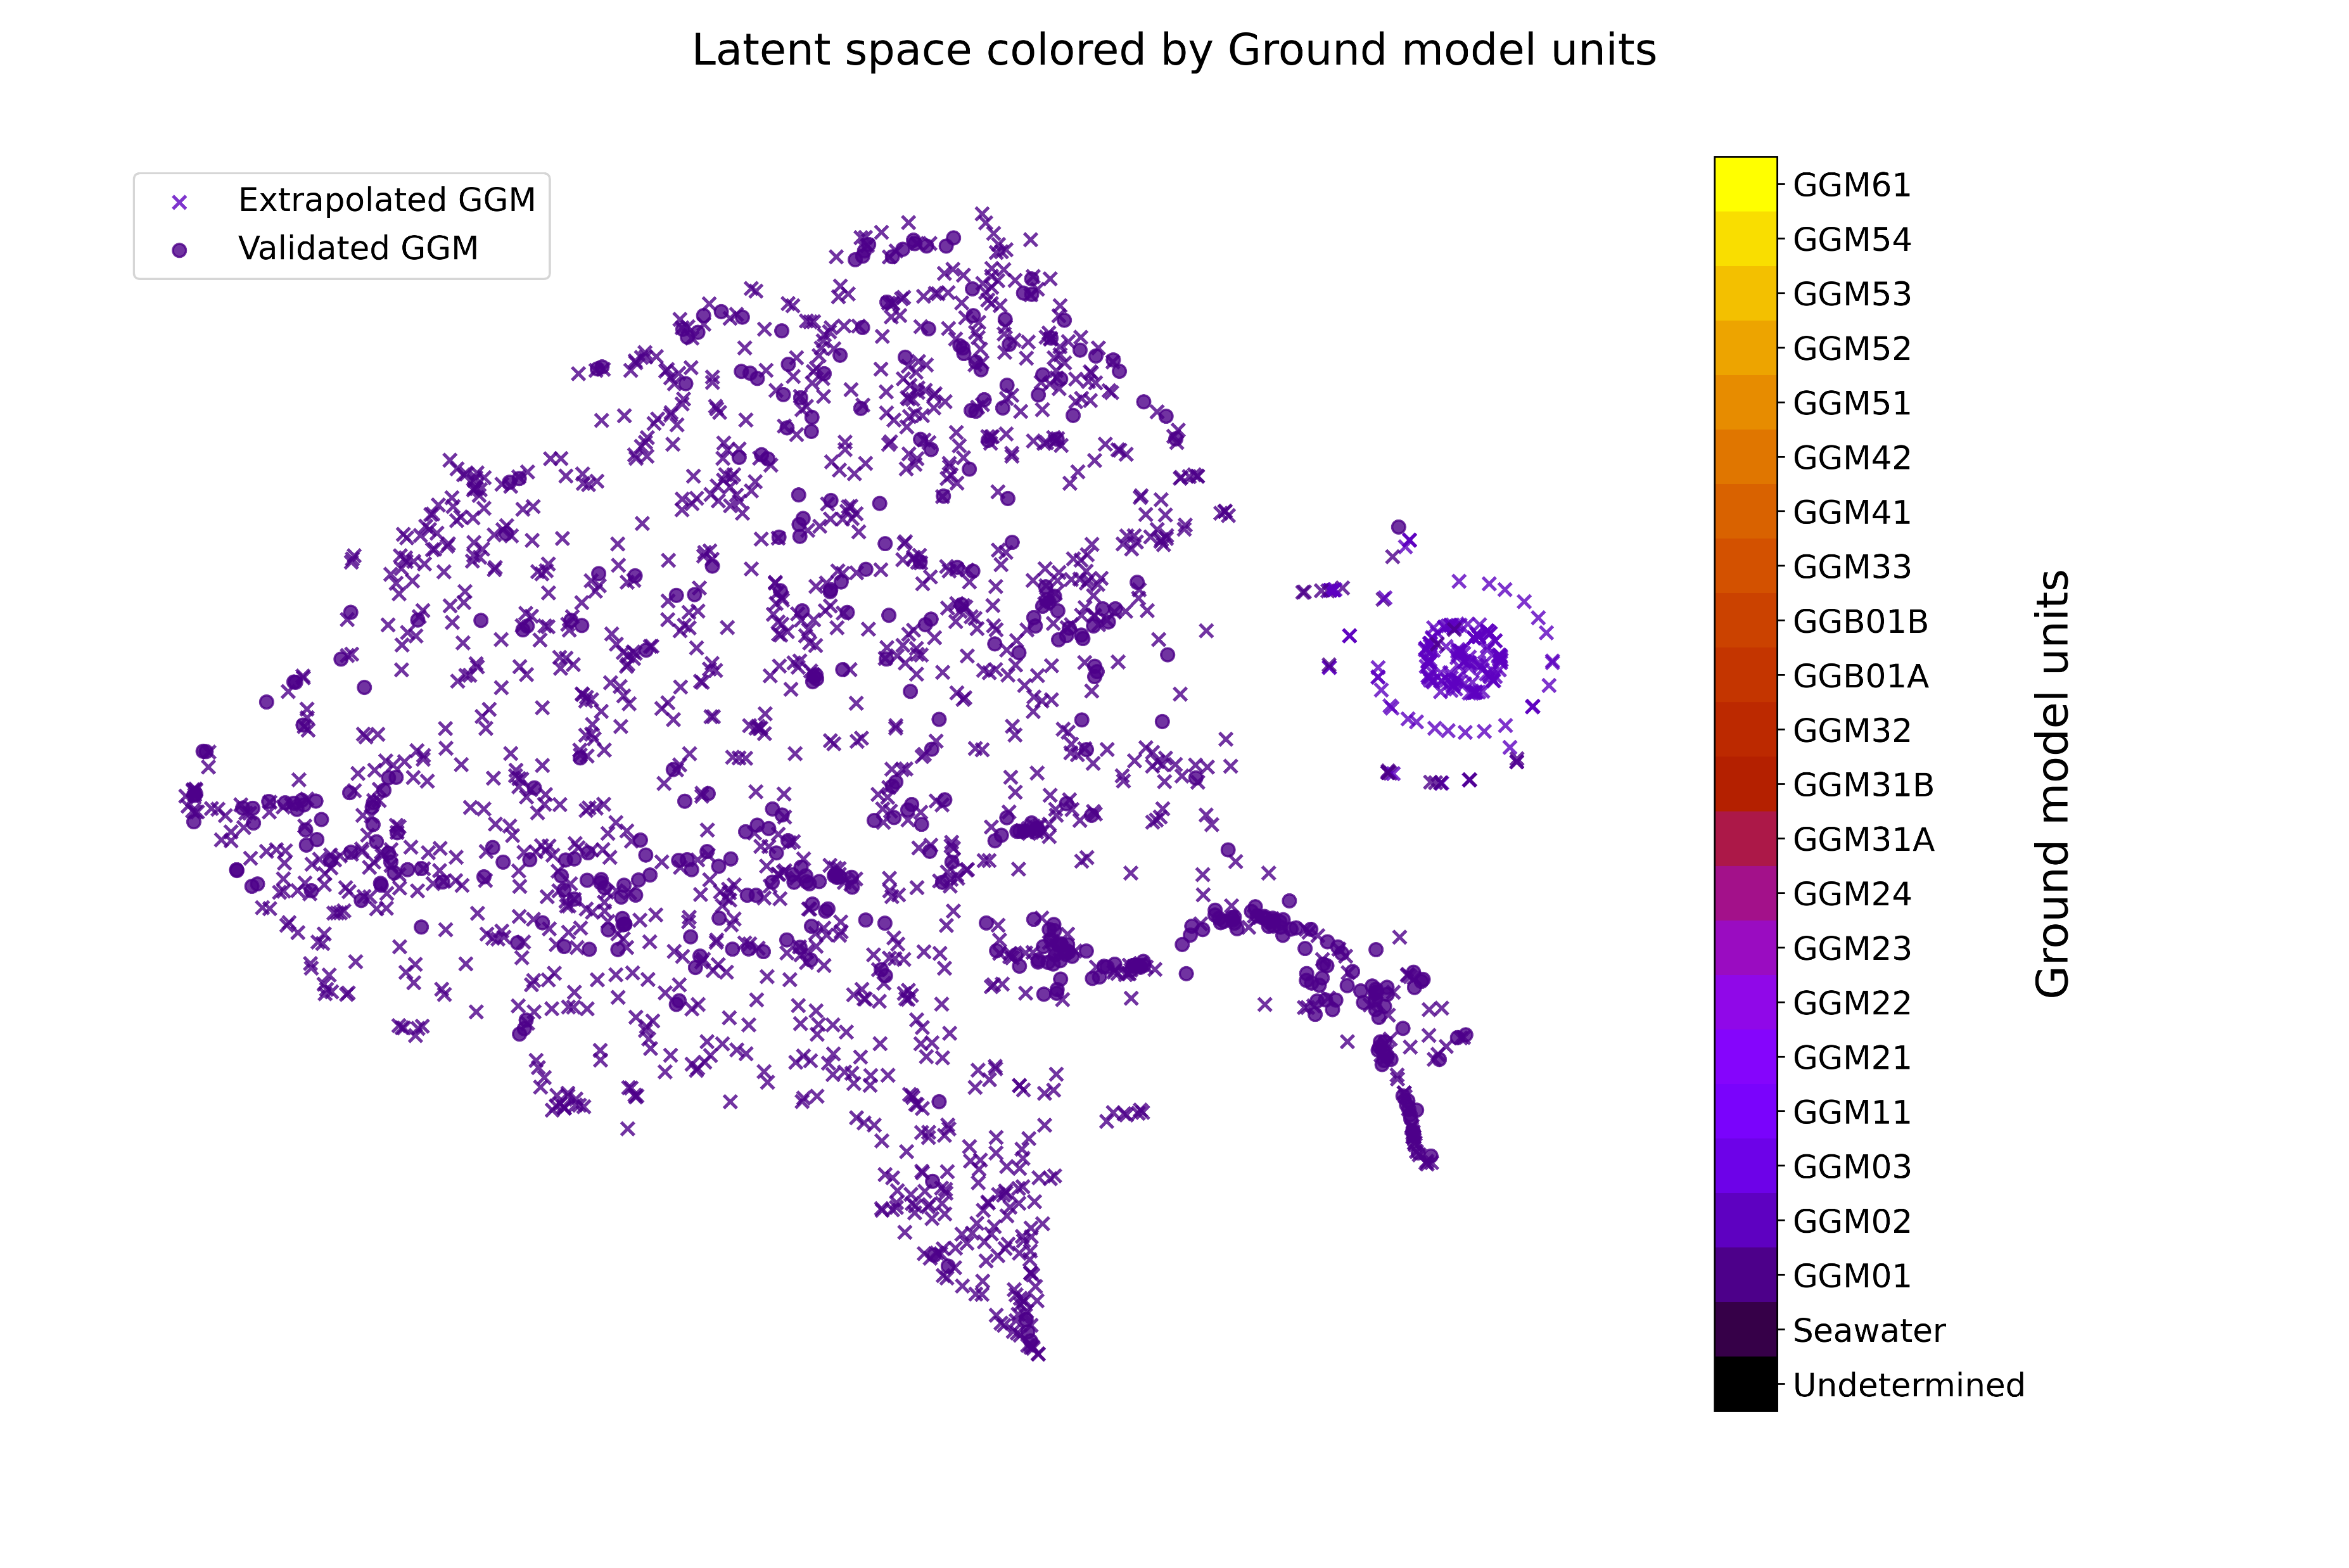 Latent space colored by Ground model units
Extrapolated GGM
Validated GGM
GGM61
GGM54
GGM53
GGM52
GGM51
GGM42
GGM41
GGM33
GGB01B
GGB01A
GGM32
GGM31B
GGM31A
GGM24
GGM23
GGM22
GGM21
GGM11
GGM03
GGM02
GGM01
Seawater
Undetermined
Ground model units